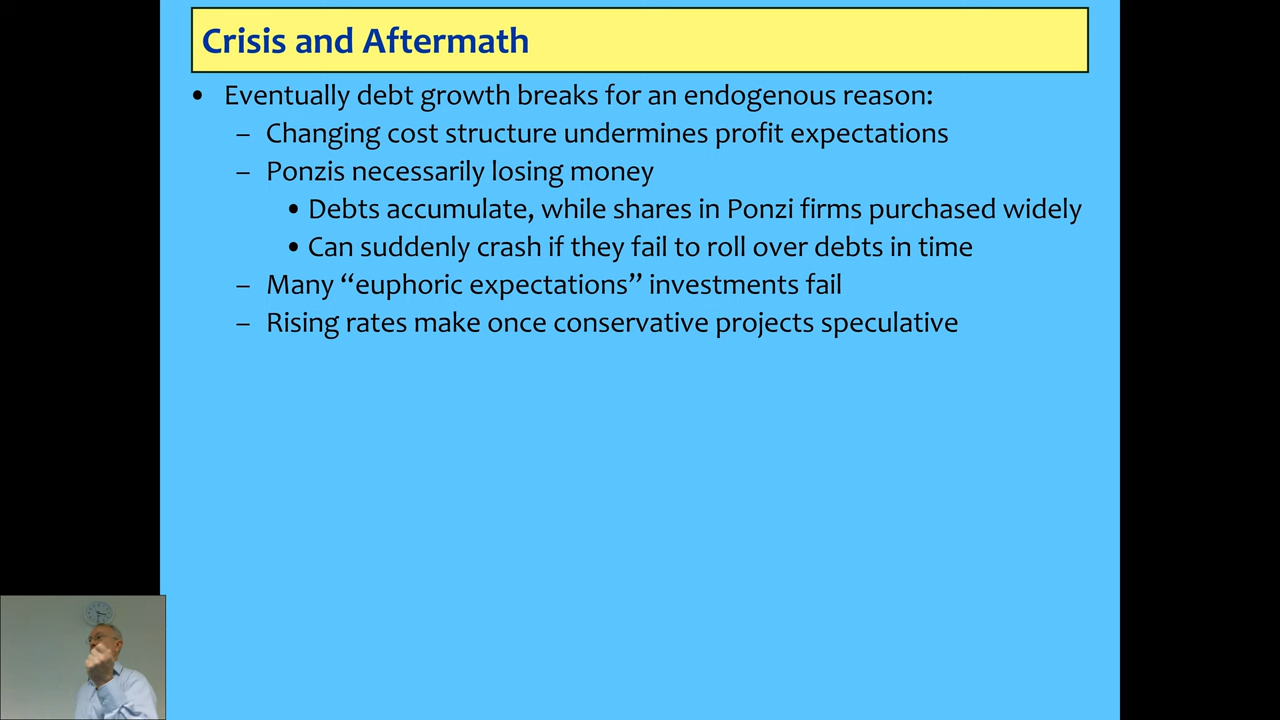 Crisis and Aftermath
• Eventually debt growth breaks for an endogenous reason:
– Changing cost structure undermines profit expectations
– Ponzis necessarily losing money
• Debts accumulate, while shares in Ponzi firms purchased widely
• Can suddenly crash if they fail to roll over debts in time
– Many “euphoric expectations” investments fail
– Rising rates make once conservative projects speculative